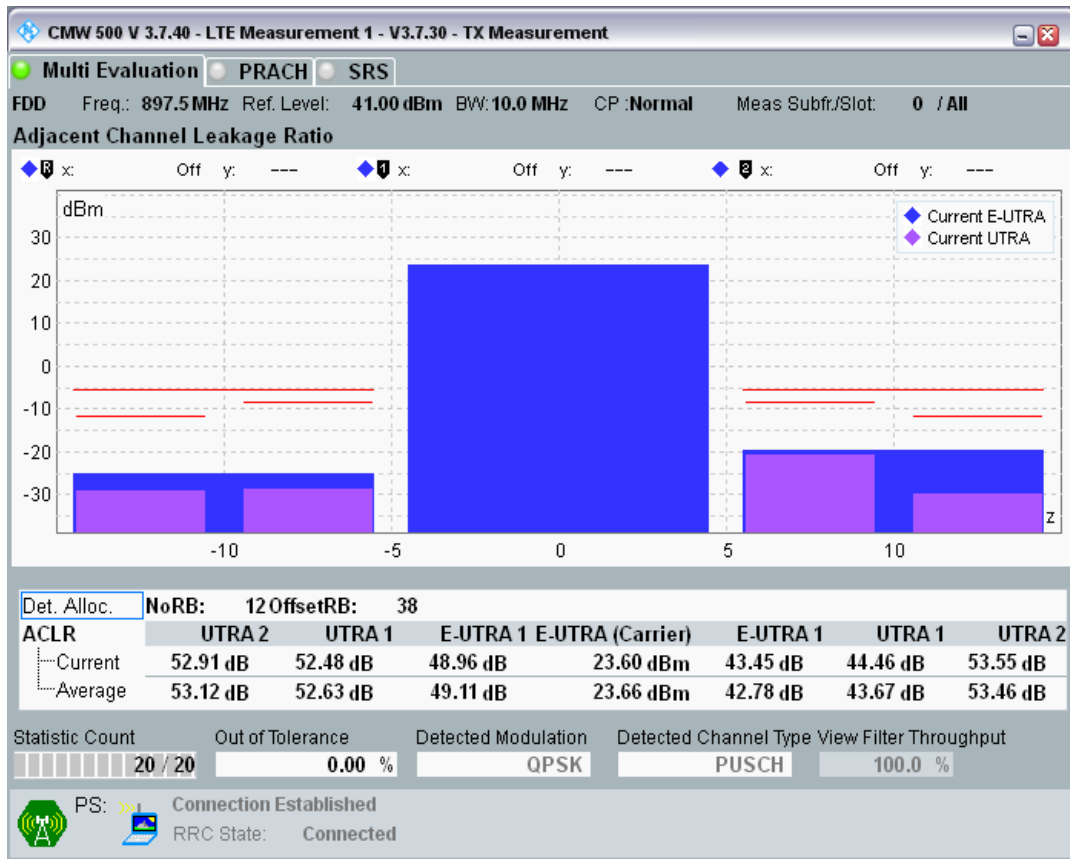 CMW 500 V 3.7.40 - LTE Measurement 1 - V3.7.30 - TX Measurement
Multi Evaluation PRACH SRS
FDD Freq.: 897.5 MHz Ref. Level: 41.00 dBm BW: 10.0 MHz CP :Normal Meas Subfr./Slot: 0 / All
Adjacent Channel Leakage Ratio
R x: Off y: --- 1 x: Off y: --- 2 x: Off y: ---
dBm
Current E-UTRA
Current UTRA
30
20
10
0
-10
-20
-30
z
-10 -5 0 5 10
Det. Alloc. NoRB: 12 OffsetRB: 38
ACLR UTRA 2 UTRA 1 E-UTRA 1 E-UTRA (Carrier) E-UTRA 1 UTRA 1 UTRA 2
Current 52.91 dB 52.48 dB 48.96 dB 23.60 dBm 43.45 dB 44.46 dB 53.55 dB
Average 53.12 dB 52.63 dB 49.11 dB 23.66 dBm 42.78 dB 43.67 dB 53.46 dB
Statistic Count Out of Tolerance Detected Modulation Detected Channel Type View Filter Throughput
20 / 20 0.00 % QPSK PUSCH 100.0 %
PS: Connection Established
RRC State: Connected